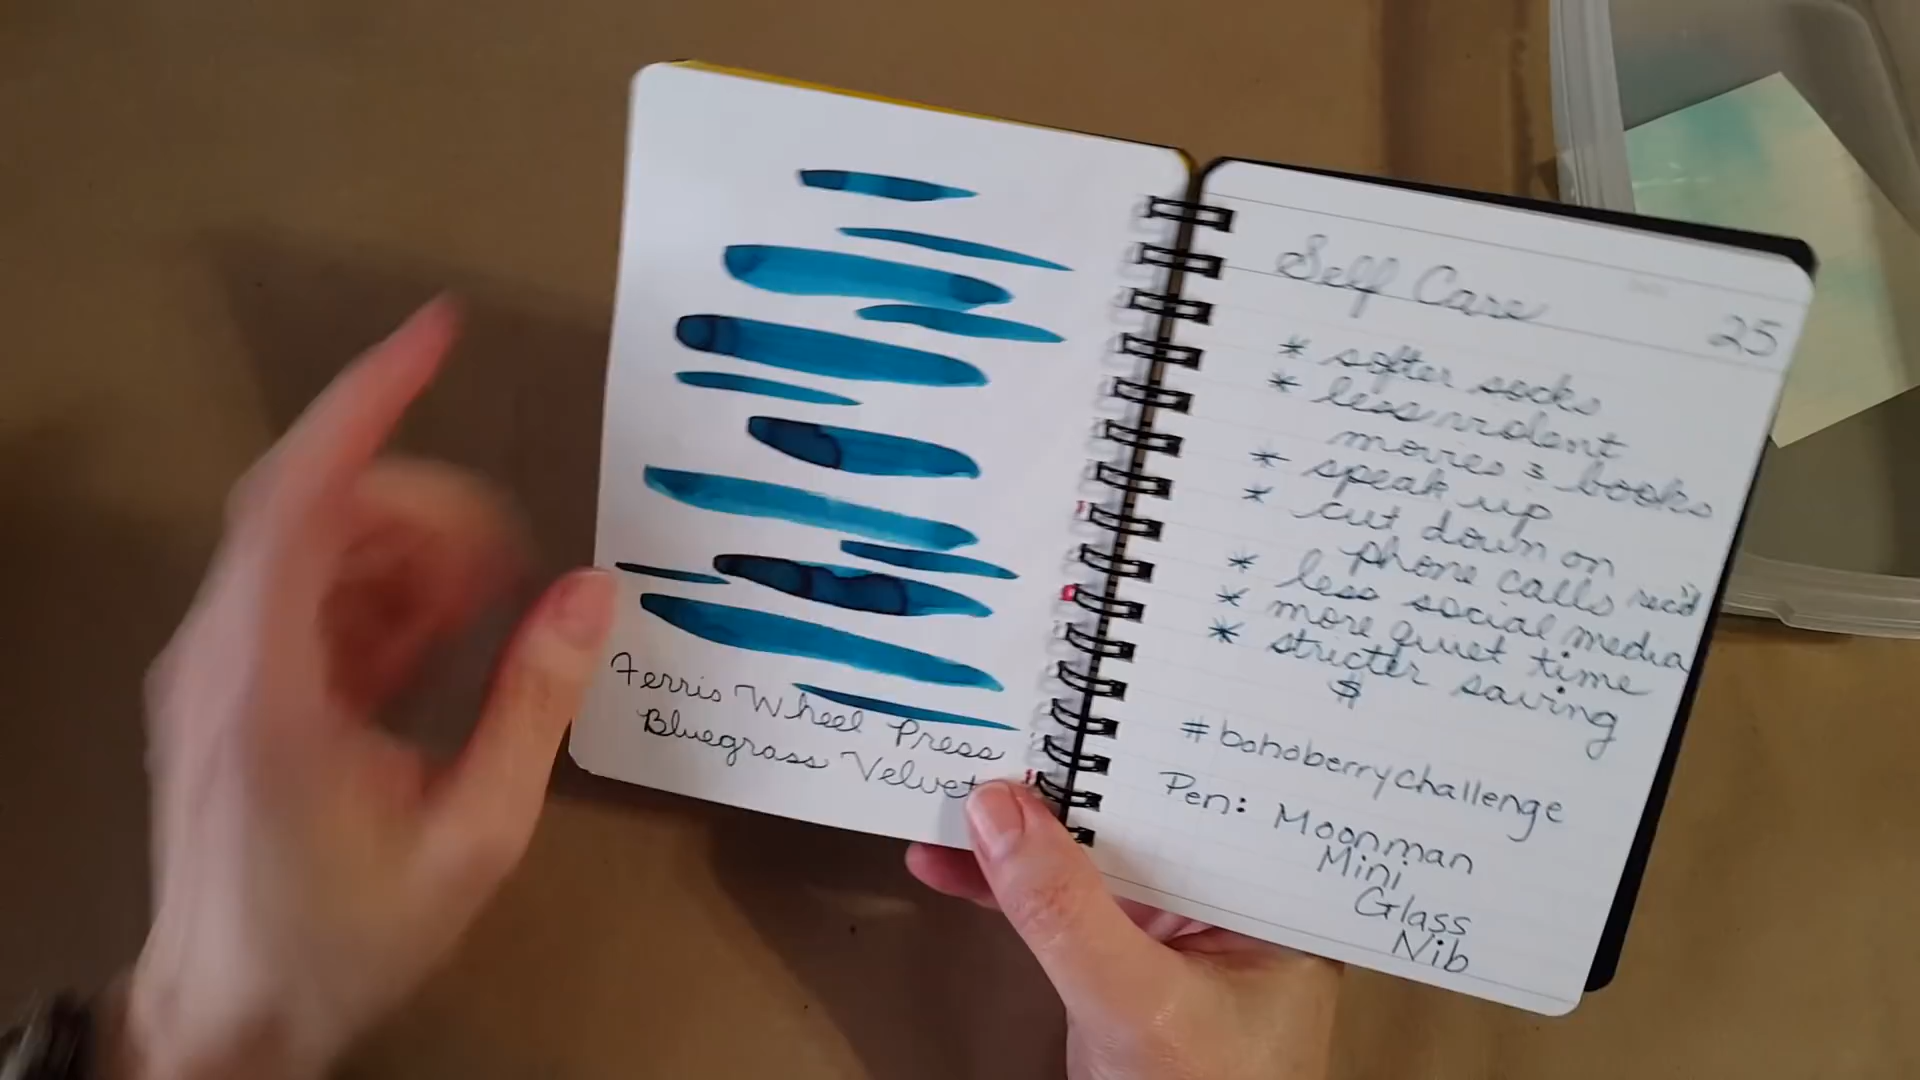 Ferris Wheel Press
Bluegrass Velvet
Self Care
25
* softer socks
* less violent
movies & books
* speak up
* cut down on
phone calls rec'd
* less social media
* more quiet time
* stricter saving
$
#bohoberrychallenge
Pen: Moonman
Mini
Glass
Nib